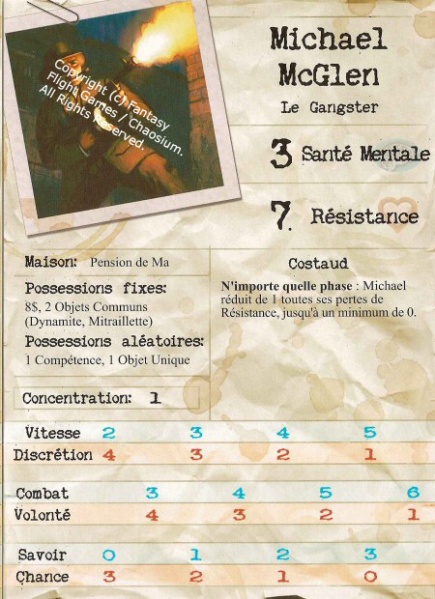 Copyright (c) Fantasy
Flight Games / Chaosium.
All Rights Reserved.
Michael
McGlen
Le Gangster
3 Santé Mentale
7 Résistance
Maison: Pension de Ma
Possessions fixes:
8$, 2 Objets Communs
(Dynamite, Mitraillette)
Possessions aléatoires:
1 Compétence, 1 Objet Unique
Concentration: 1
Costaud
N'importe quelle phase : Michael
réduit de 1 toutes ses pertes de
Résistance, jusqu'à un minimum de 0.
Vitesse 2 3 4 5
Discrétion 4 3 2 1
Combat 3 4 5 6
Volonté 4 3 2 1
Savoir 0 1 2 3
Chance 3 2 1 0